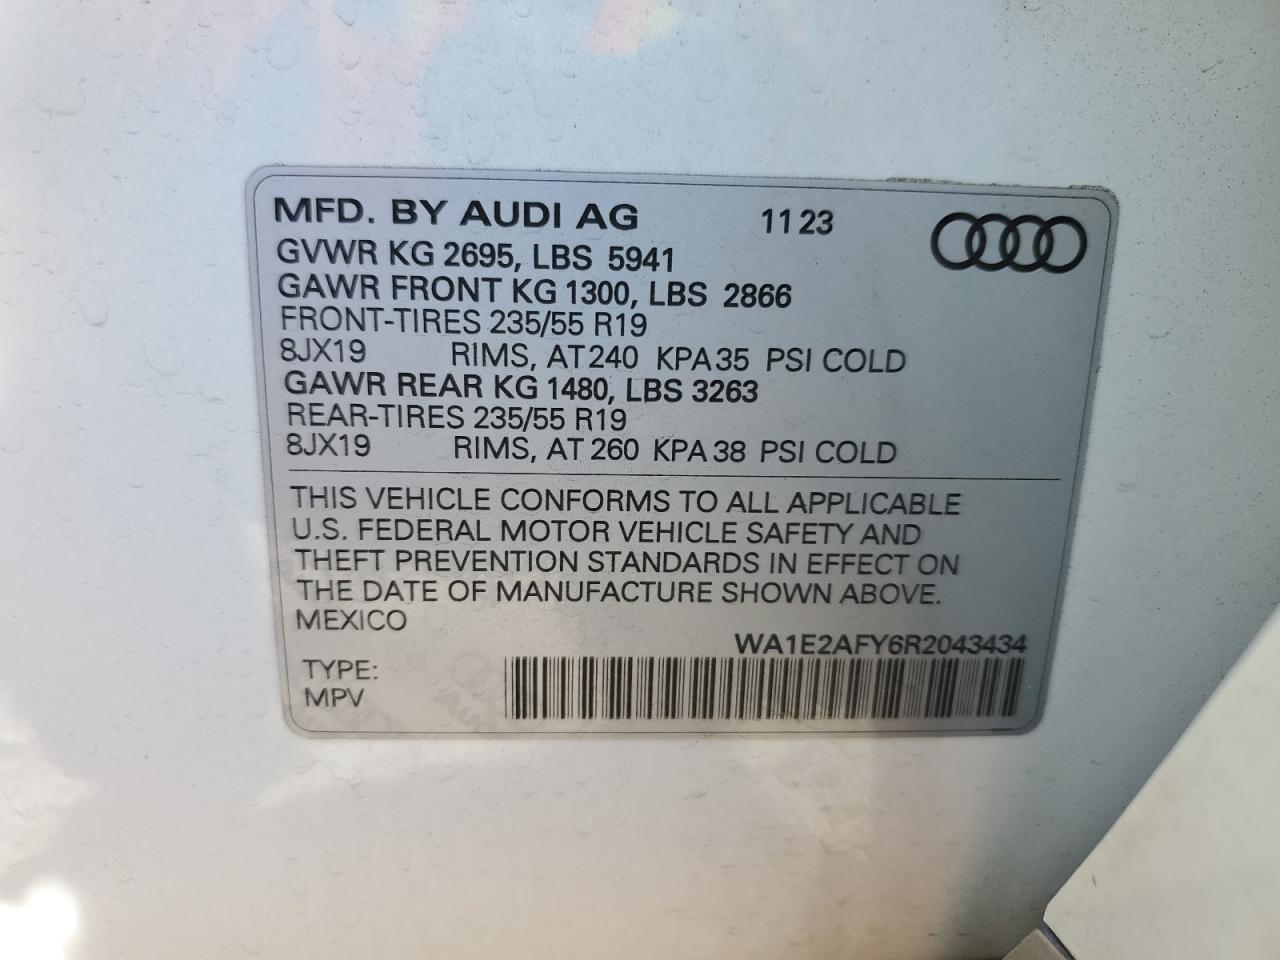 MFD. BY AUDI AG 11 23
GVWR KG 2695, LBS 5941
GAWR FRONT KG 1300, LBS 2866
FRONT-TIRES 235/55 R19
8JX19 RIMS, AT 240 KPA 35 PSI COLD
GAWR REAR KG 1480, LBS 3263
REAR-TIRES 235/55 R19
8JX19 RIMS, AT 260 KPA 38 PSI COLD
THIS VEHICLE CONFORMS TO ALL APPLICABLE
U.S. FEDERAL MOTOR VEHICLE SAFETY AND
THEFT PREVENTION STANDARDS IN EFFECT ON
THE DATE OF MANUFACTURE SHOWN ABOVE.
MEXICO
WA1E2AFY6R2043434
TYPE:
MPV